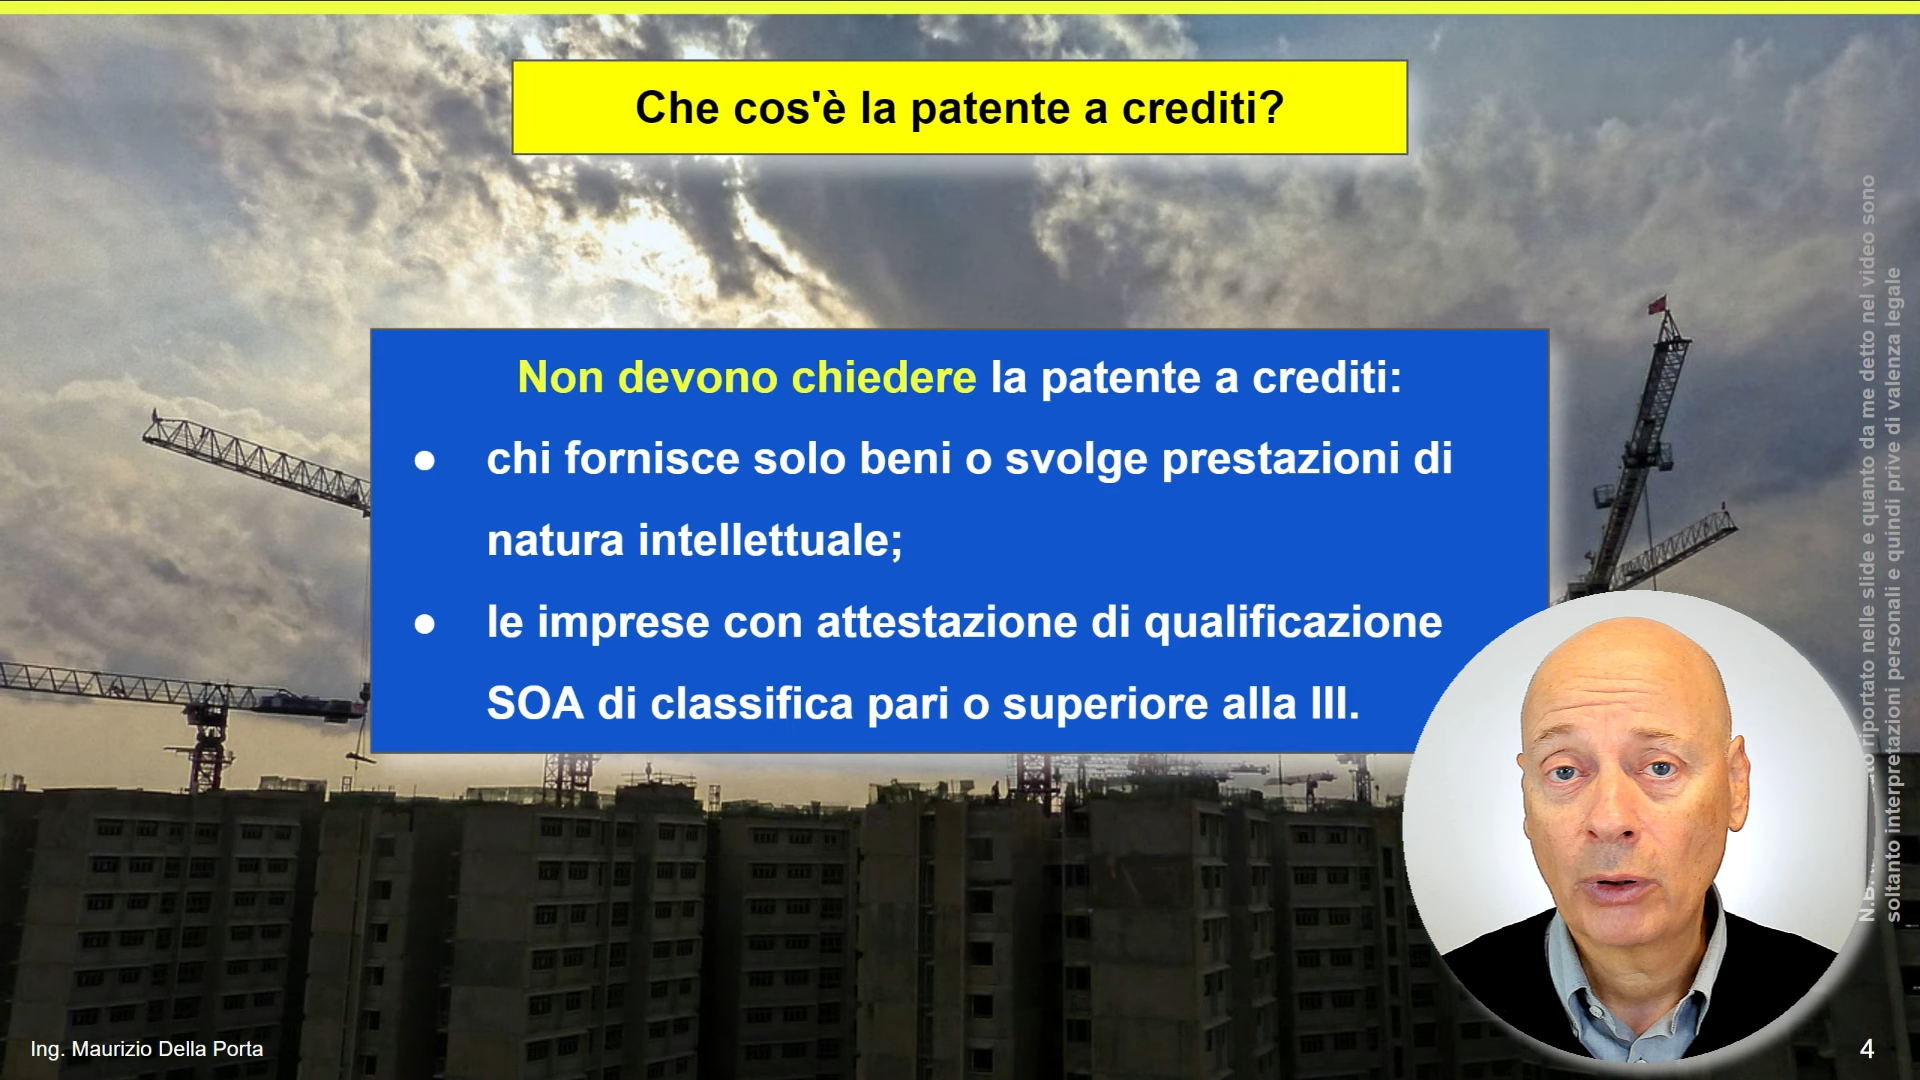 Che cos'è la patente a crediti?
Non devono chiedere la patente a crediti:
● chi fornisce solo beni o svolge prestazioni di
natura intellettuale;
● le imprese con attestazione di qualificazione
SOA di classifica pari o superiore alla III.
riportato nelle slide e quanto da me detto nel video sono
soltanto interpretazioni personali e quindi prive di valenza legale
Ing. Maurizio Della Porta
4